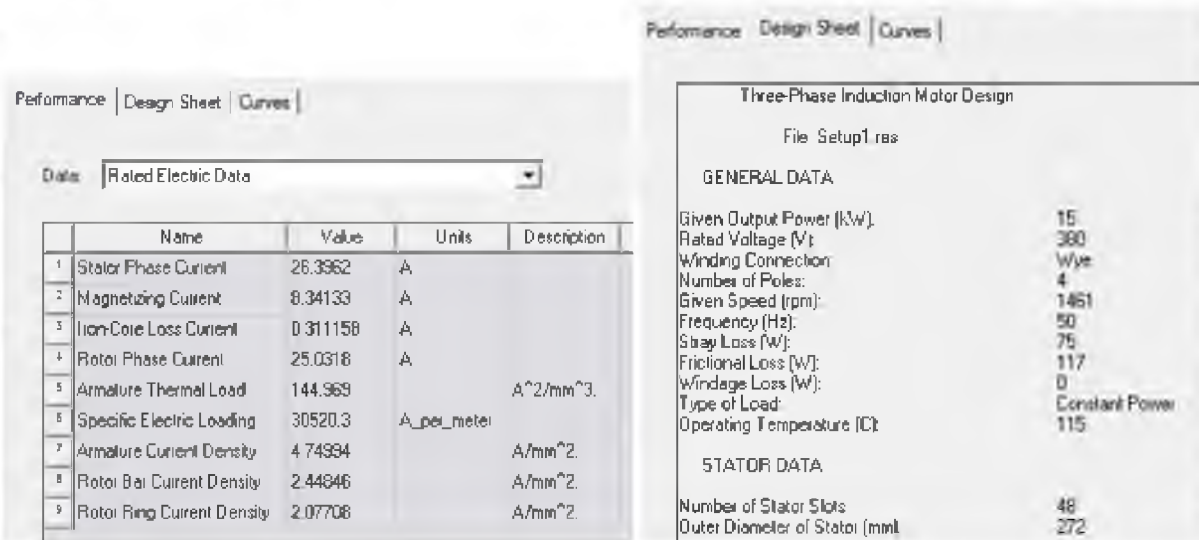 Performance Design Sheet Curves
Data: Rated Electric Data
Name Value Units Description
1 Stator Phase Current 26.3962 A
2 Magnetizing Current 8.34133 A
3 Iron-Core Loss Current 0.311158 A
4 Rotor Phase Current 25.0318 A
5 Armature Thermal Load 144.969 A^2/mm^3.
6 Specific Electric Loading 30520.3 A_per_meter
7 Armature Current Density 4.74994 A/mm^2.
8 Rotor Bar Current Density 2.44846 A/mm^2.
9 Rotor Ring Current Density 2.07708 A/mm^2.
Performance Design Sheet Curves
Three-Phase Induction Motor Design
File: Setup1.res
GENERAL DATA
Given Output Power (kW): 15
Rated Voltage (V): 380
Winding Connection: Wye
Number of Poles: 4
Given Speed (rpm): 1461
Frequency (Hz): 50
Stray Loss (W): 75
Frictional Loss (W): 117
Windage Loss (W): 0
Type of Load: Constant Power
Operating Temperature (C): 115
STATOR DATA
Number of Stator Slots: 48
Outer Diameter of Stator (mm): 272